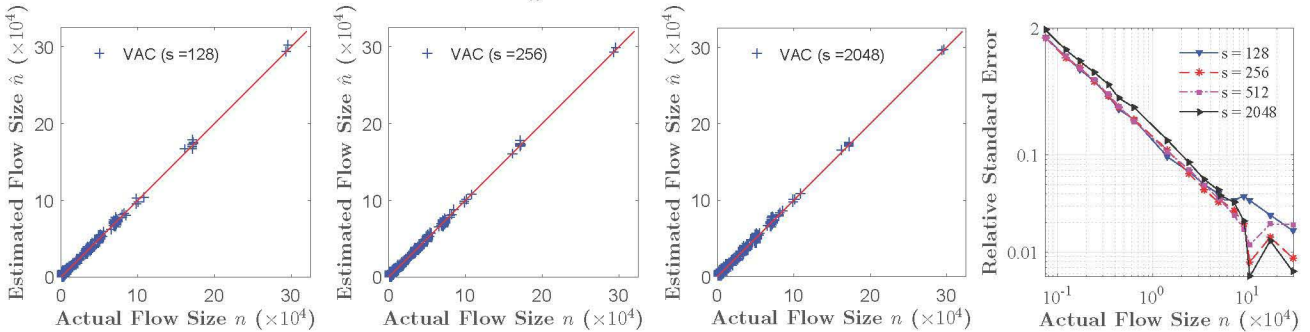 Estimated Flow Size n̂ (×10⁴)
30
20
10
0
+ VAC (s =128)
0 10 20 30
Actual Flow Size n (×10⁴)
Estimated Flow Size n̂ (×10⁴)
30
20
10
0
+ VAC (s =256)
0 10 20 30
Actual Flow Size n (×10⁴)
Estimated Flow Size n̂ (×10⁴)
30
20
10
0
+ VAC (s =2048)
0 10 20 30
Actual Flow Size n (×10⁴)
Relative Standard Error
2
0.1
0.01
s = 128
s = 256
s = 512
s = 2048
10⁻¹ 10⁰ 10¹
Actual Flow Size n (×10⁴)